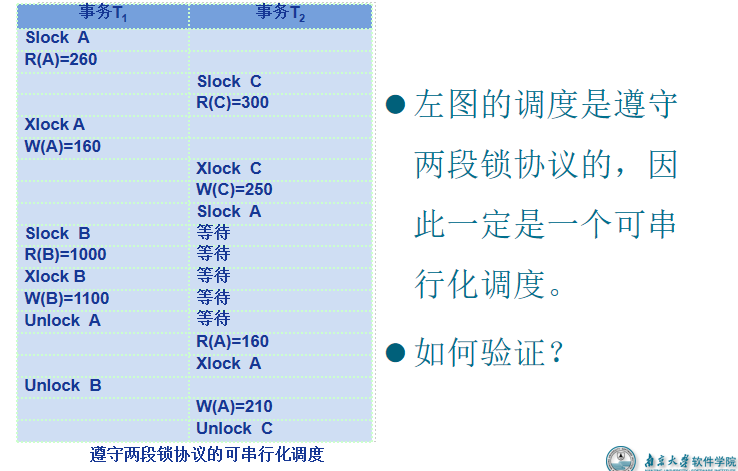 事务T1 事务T2
Slock A
R(A)=260
Slock C
R(C)=300
Xlock A
W(A)=160
Xlock C
W(C)=250
Slock A
Slock B 等待
R(B)=1000 等待
Xlock B 等待
W(B)=1100 等待
Unlock A 等待
R(A)=160
Xlock A
Unlock B
W(A)=210
Unlock C
遵守两段锁协议的可串行化调度
● 左图的调度是遵守
两段锁协议的，因
此一定是一个可串
行化调度。
● 如何验证？
南京大学软件学院